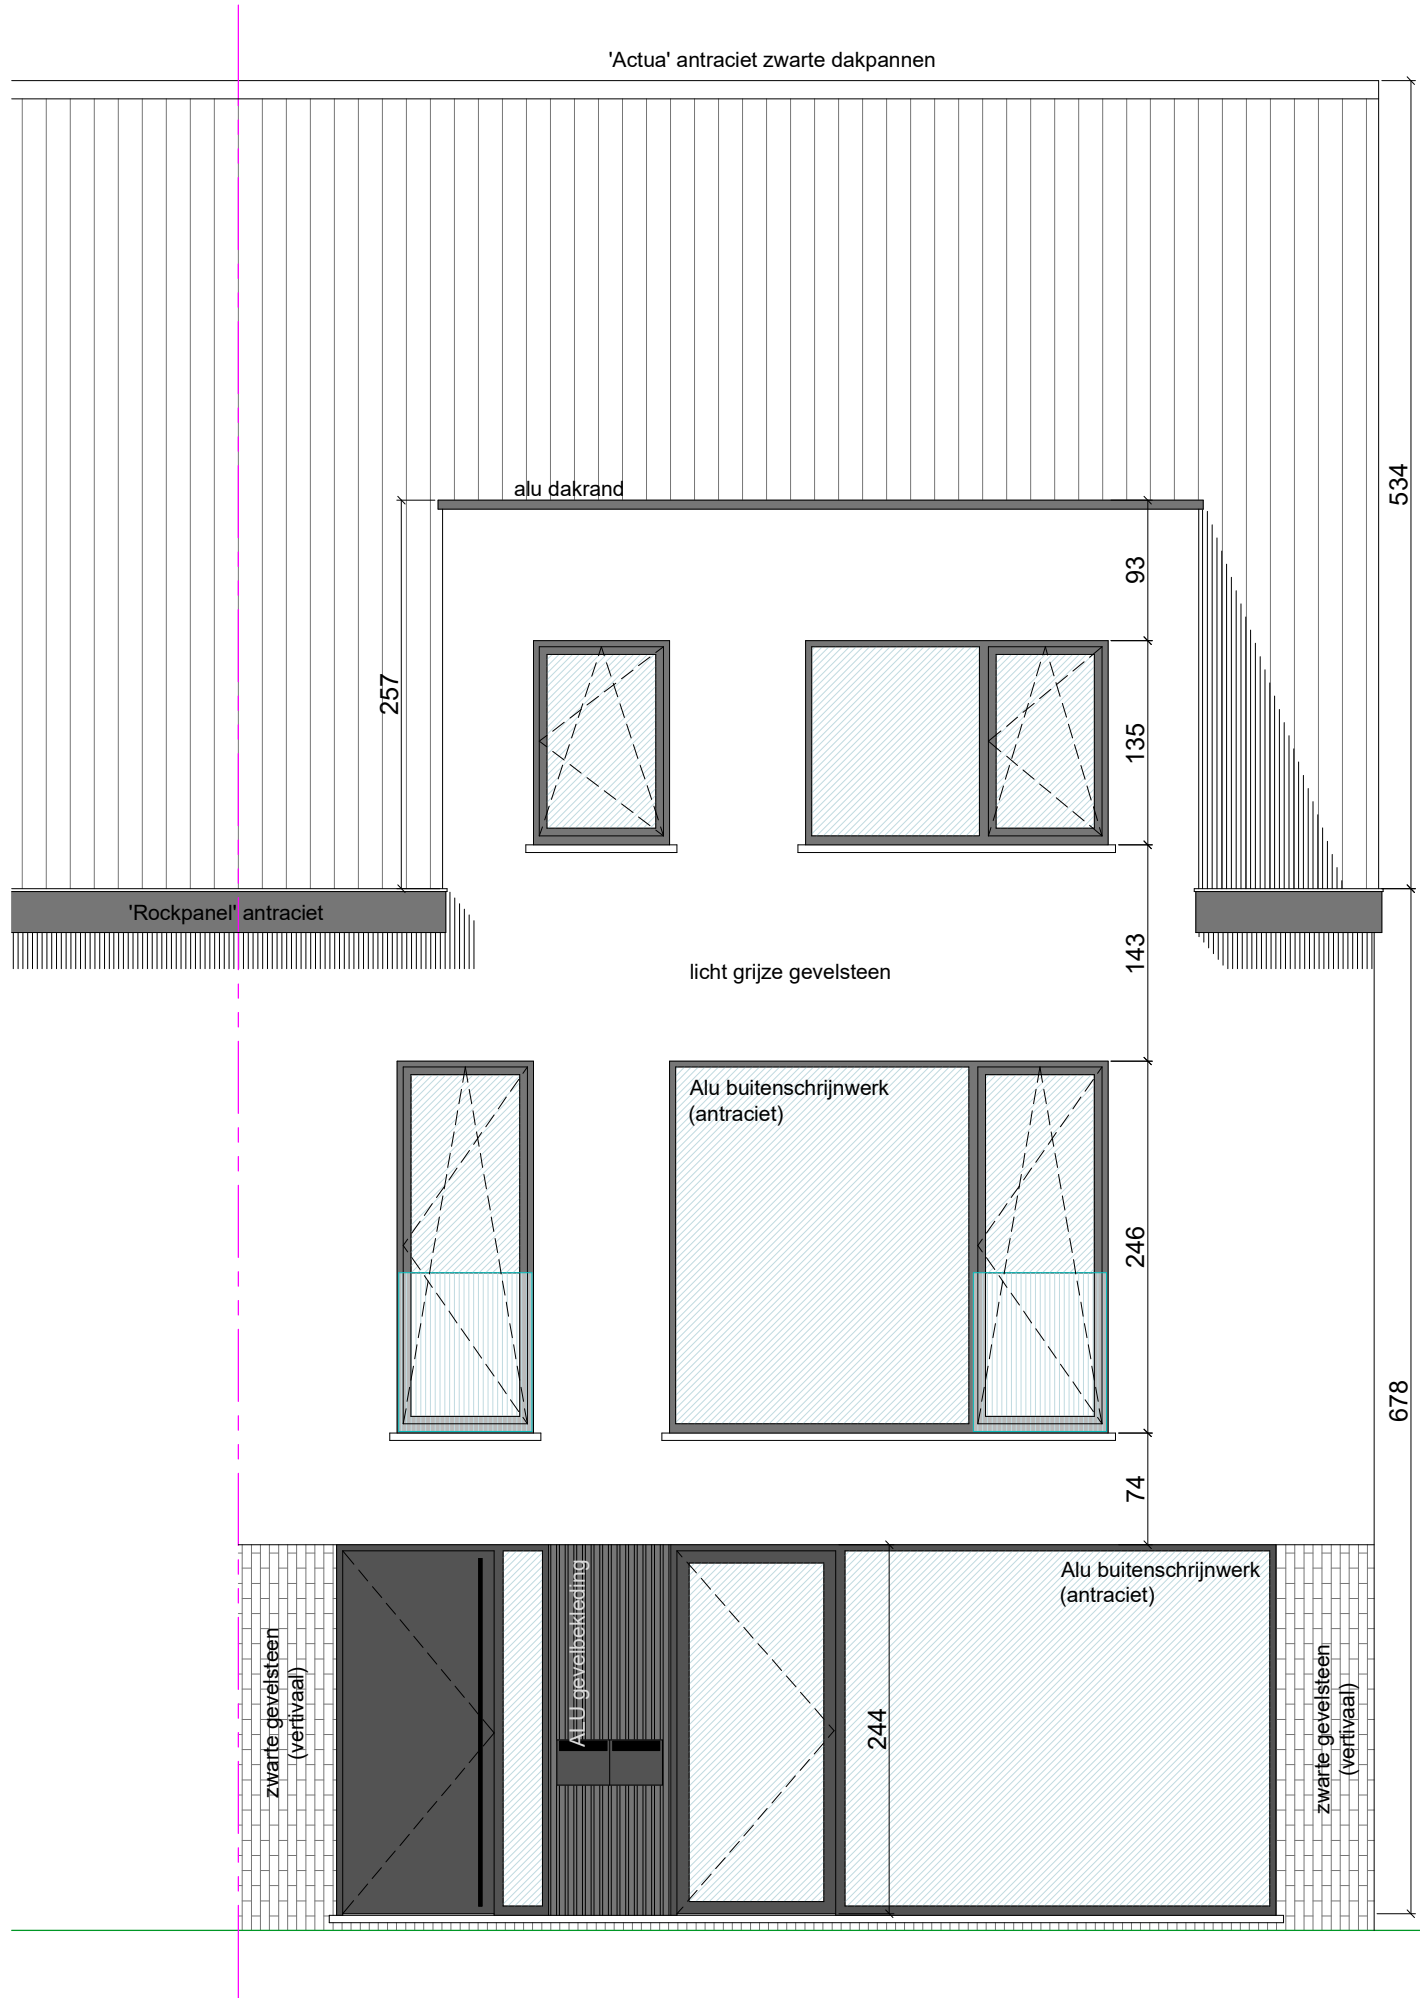 'Actua' antraciet zwarte dakpannen
534
alu dakrand
93
257
135
'Rockpanel' antraciet
143
licht grijze gevelsteen
Alu buitenschrijnwerk
(antraciet)
246
678
74
Alu buitenschrijnwerk
(antraciet)
ALU gevelbekleding
zwarte gevelsteen
(vertivaal)
244
zwarte gevelsteen
(vertivaal)